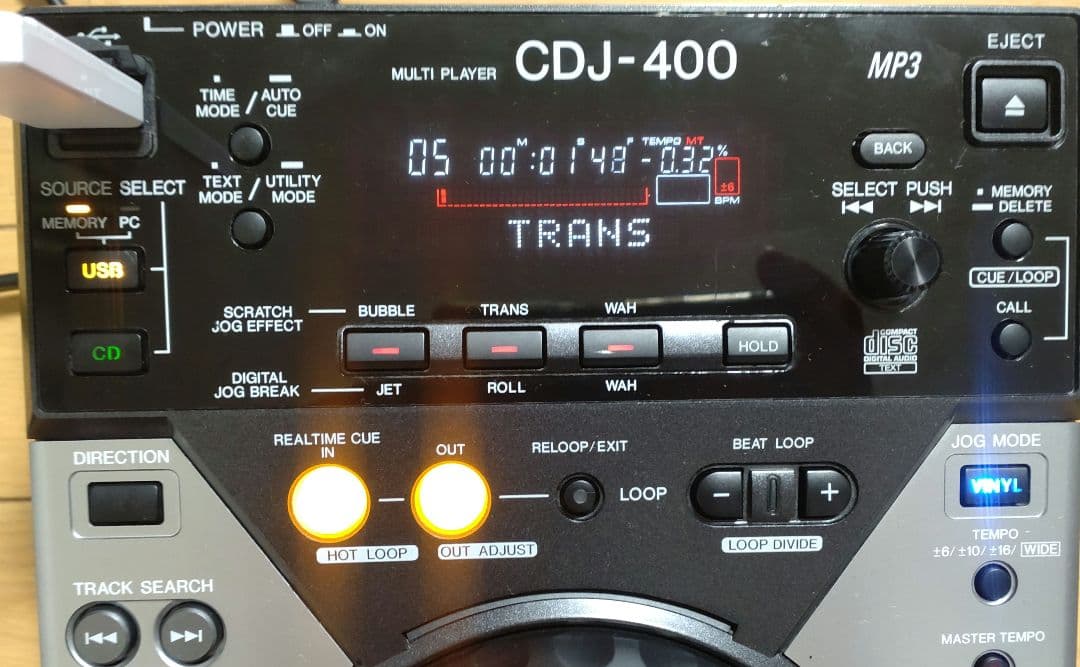 POWER OFF ON
MULTI PLAYER CDJ-400
MP3
EJECT
TIME MODE / AUTO CUE
BACK
05 00M:01S48F TEMPO MT -0.32%
±6
BPM
TRANS
TEXT MODE / UTILITY MODE
SOURCE SELECT
MEMORY PC
USB
CD
SELECT PUSH
MEMORY
DELETE
CUE/LOOP
CALL
SCRATCH
JOG EFFECT
BUBBLE TRANS WAH
HOLD
DIGITAL
JOG BREAK
JET ROLL WAH
COMPACT
disc
DIGITAL AUDIO
TEXT
DIRECTION
REALTIME CUE
IN
OUT
RELOOP/EXIT
LOOP
HOT LOOP
OUT ADJUST
BEAT LOOP
- +
LOOP DIVIDE
JOG MODE
VINYL
TEMPO
±6/±10/±16/WIDE
TRACK SEARCH
MASTER TEMPO